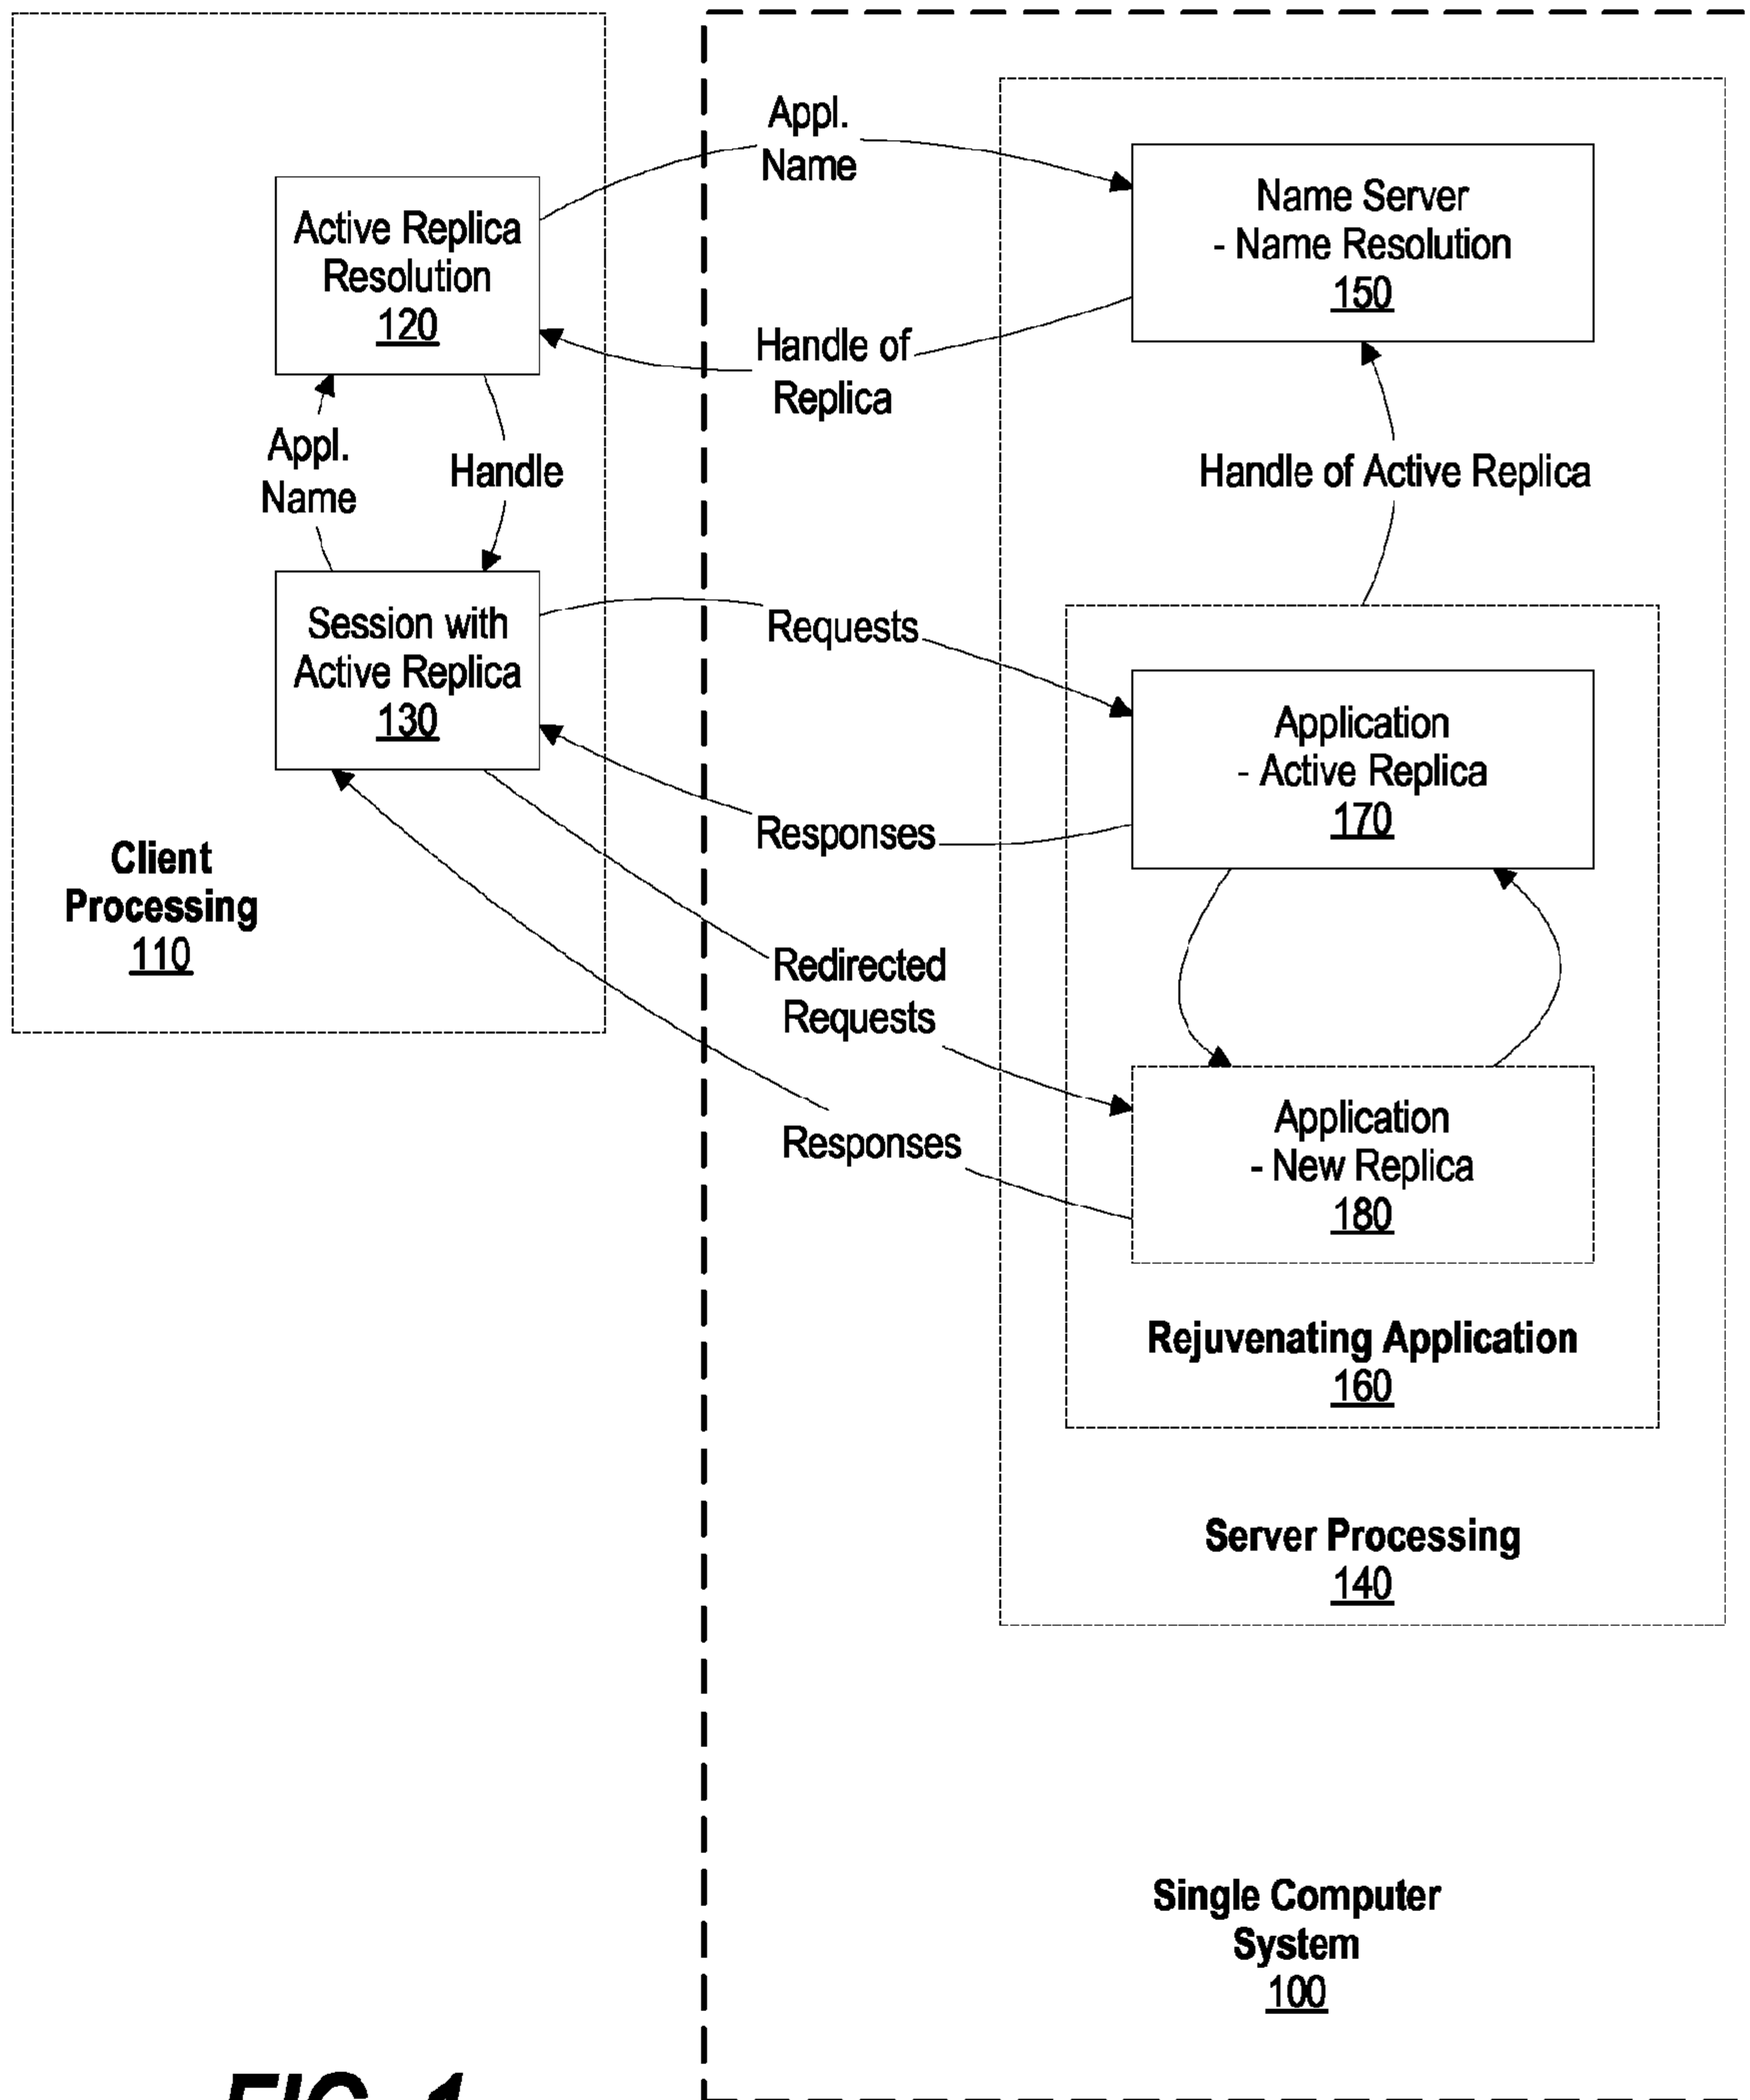 Appl.
Name
Name Server
- Name Resolution
150
Active Replica
Resolution
120
Handle of
Replica
Appl.
Name
Handle
Handle of Active Replica
Session with
Active Replica
130
Requests
Application
- Active Replica
170
Responses
Client
Processing
110
Redirected
Requests
Application
- New Replica
180
Responses
Rejuvenating Application
160
Server Processing
140
Single Computer
System
100
FIG. 1